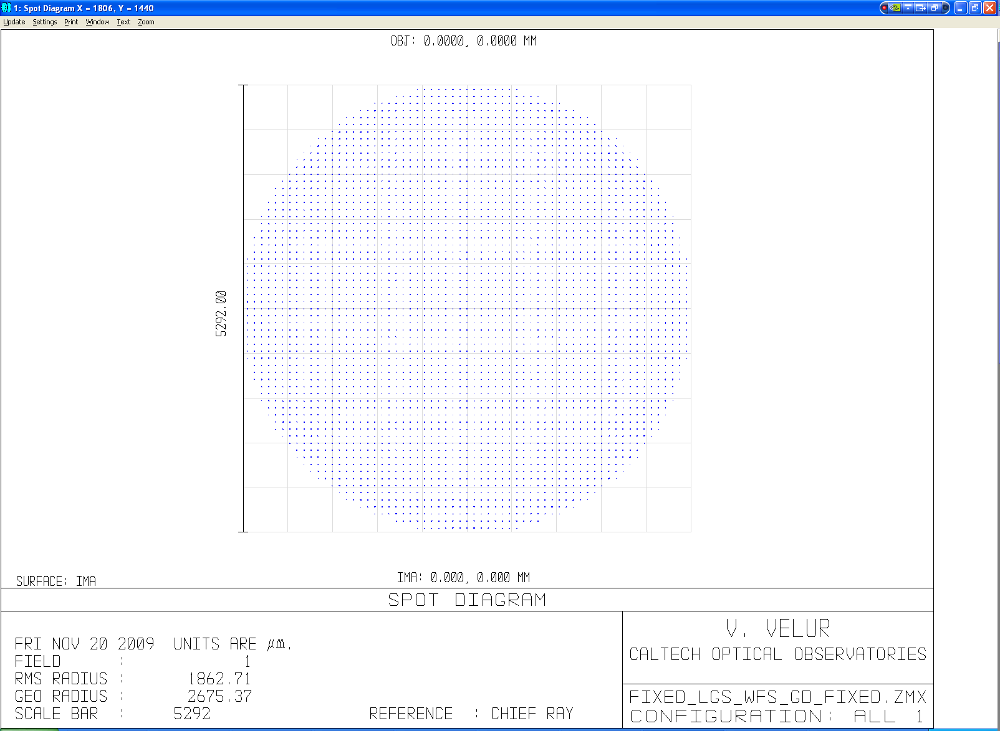 1: Spot Diagram X = 1806, Y = 1440
Update Settings Print Window Text Zoom
OBJ: 0.0000, 0.0000 MM
5292.00
IMA: 0.000, 0.000 MM
SURFACE: IMA
SPOT DIAGRAM
FRI NOV 20 2009 UNITS ARE µm.
FIELD : 1
RMS RADIUS : 1862.71
GEO RADIUS : 2675.37
SCALE BAR : 5292 REFERENCE : CHIEF RAY
V. VELUR
CALTECH OPTICAL OBSERVATORIES
FIXED_LGS_WFS_GD_FIXED.ZMX
CONFIGURATION: ALL 1